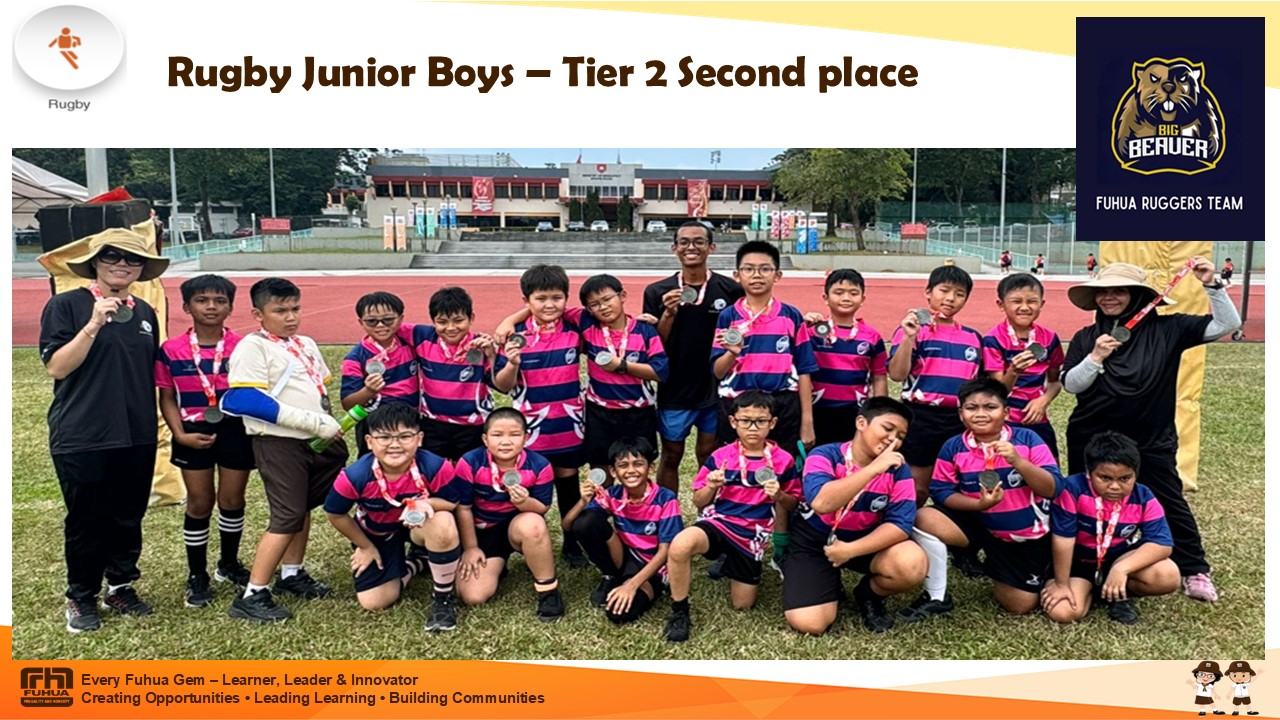 Rugby Junior Boys – Tier 2 Second place
Rugby
BIG
BEAVER
FUHUA RUGGERS TEAM
FUHUA
Every Fuhua Gem – Learner, Leader & Innovator
Creating Opportunities • Leading Learning • Building Communities